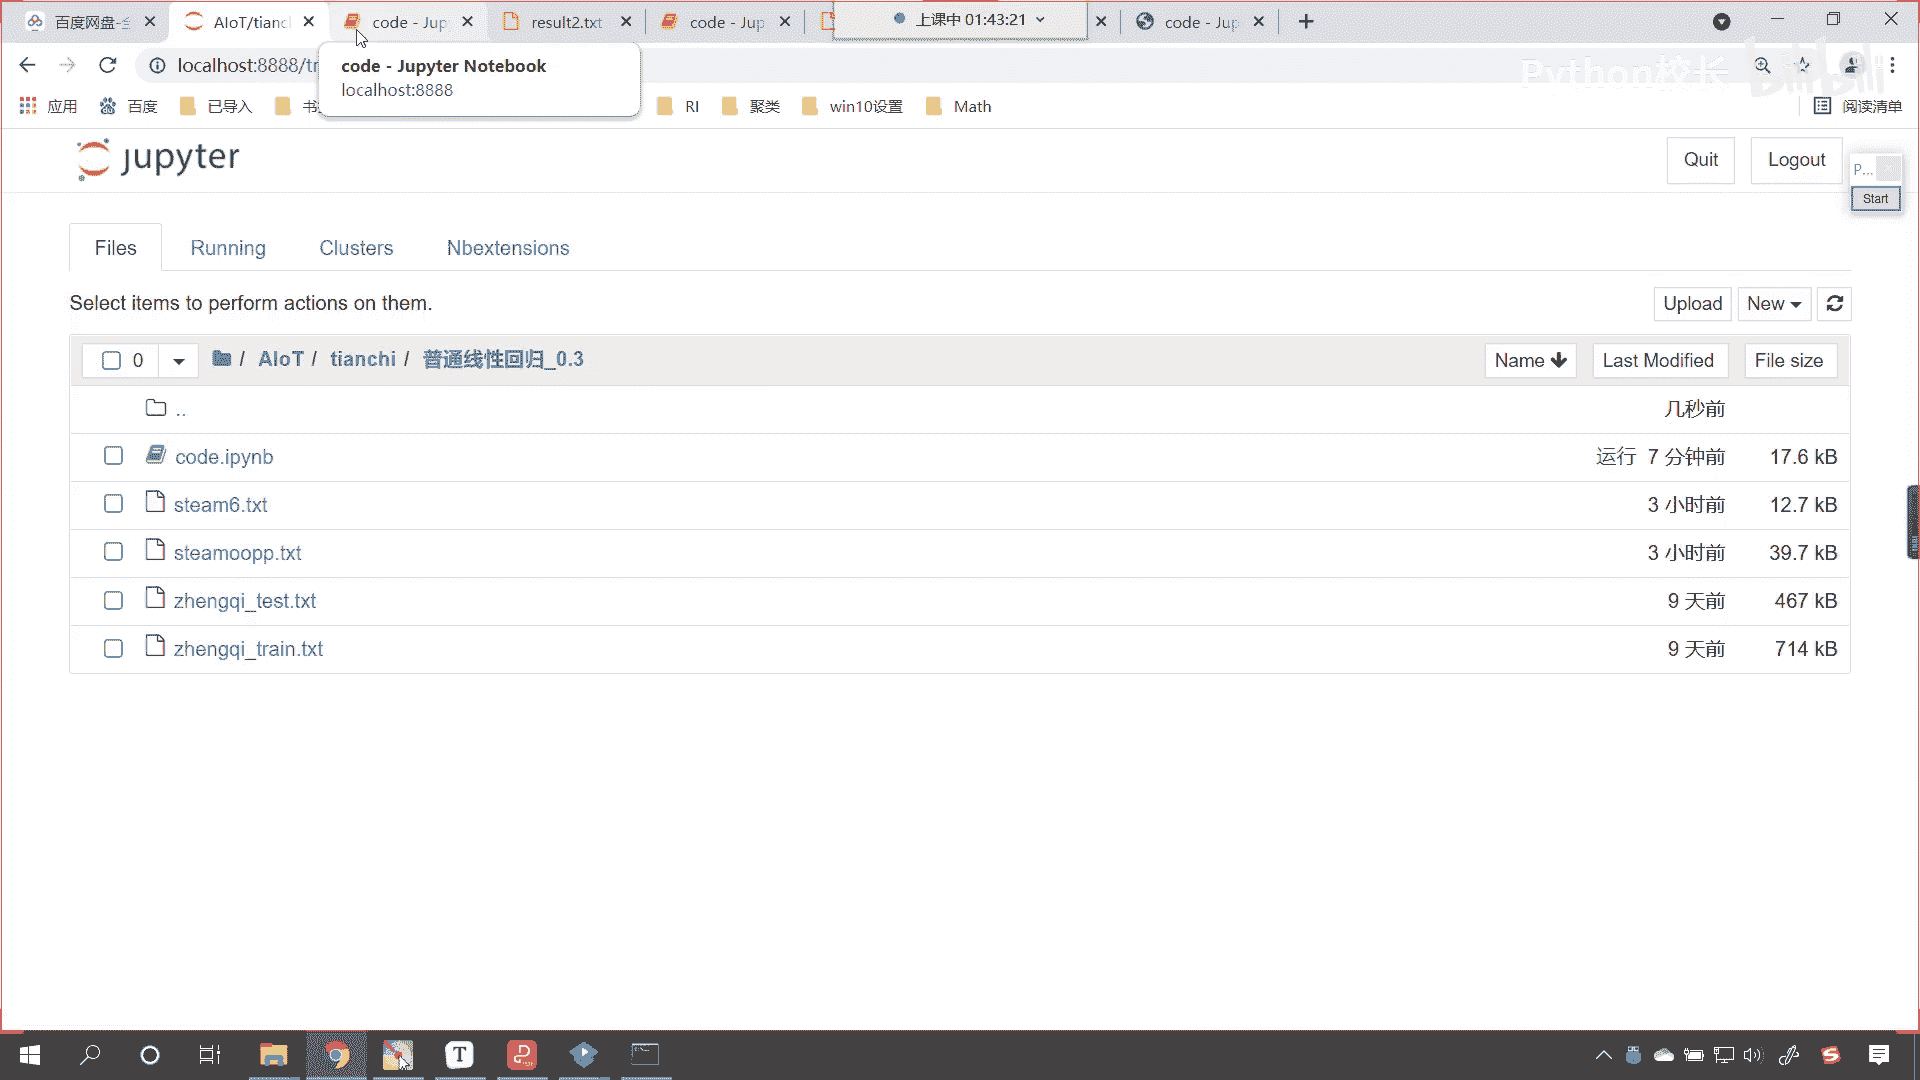 百度网盘-全
AIoT/tianc
code - Jup
result2.txt
code - Jup
上课中 01:43:21
code - Jup
localhost:8888/tr
code - Jupyter Notebook
localhost:8888
Python校长
bilibili
应用
百度
已导入
书
RI
聚类
win10设置
Math
阅读清单
jupyter
Quit
Logout
P...
Start
Files
Running
Clusters
Nbextensions
Select items to perform actions on them.
Upload
New
0
/ AIoT / tianchi / 普通线性回归_0.3
Name
Last Modified
File size
..
几秒前
code.ipynb
运行 7 分钟前
17.6 kB
steam6.txt
3 小时前
12.7 kB
steamoopp.txt
3 小时前
39.7 kB
zhengqi_test.txt
9 天前
467 kB
zhengqi_train.txt
9 天前
714 kB